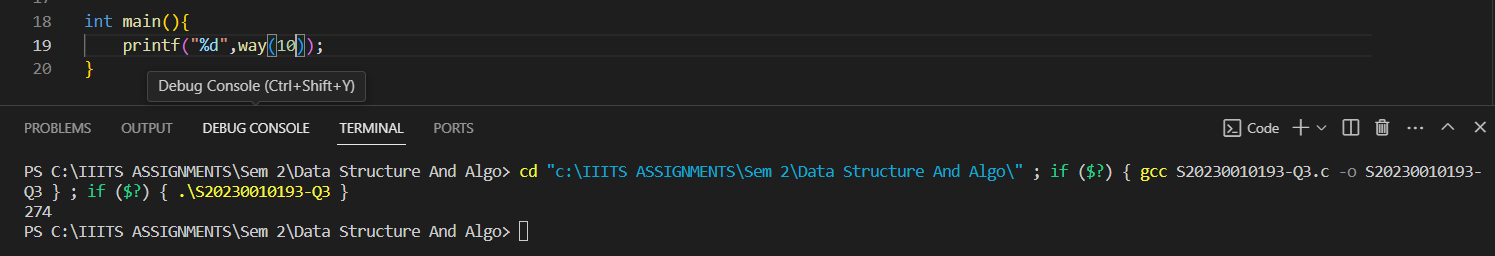 17
18 int main(){
19 printf("%d",way(10));
20 }
Debug Console (Ctrl+Shift+Y)
PROBLEMS OUTPUT DEBUG CONSOLE TERMINAL PORTS Code
PS C:\IIITS ASSIGNMENTS\Sem 2\Data Structure And Algo> cd "c:\IIITS ASSIGNMENTS\Sem 2\Data Structure And Algo\" ; if ($?) { gcc S20230010193-Q3.c -o S20230010193-
Q3 } ; if ($?) { .\S20230010193-Q3 }
274
PS C:\IIITS ASSIGNMENTS\Sem 2\Data Structure And Algo>